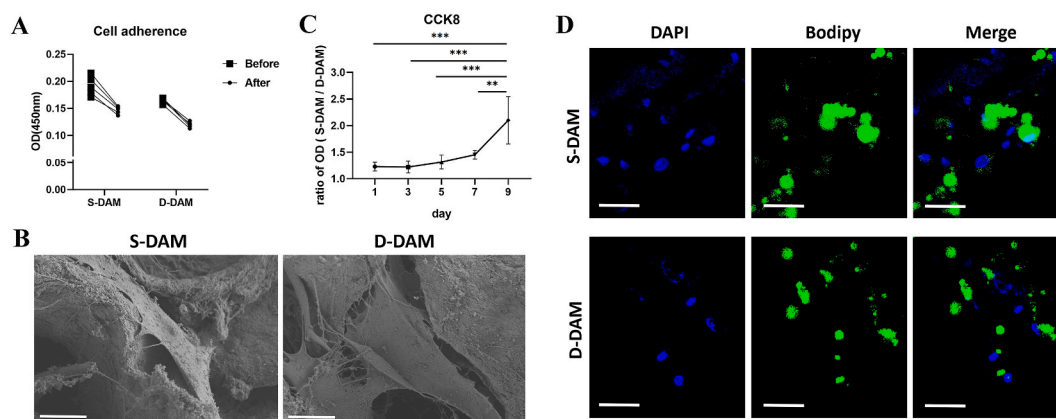 A
Cell adherence
OD(450nm)
0.25
0.20
0.15
0.10
0.05
0.00
S-DAM
D-DAM
Before
After
C
CCK8
ratio of OD (S-DAM / D-DAM)
3.0
2.5
2.0
1.5
1.0
***
***
***
**
1
3
5
7
9
day
B
S-DAM
D-DAM
D
DAPI
Bodipy
Merge
S-DAM
D-DAM